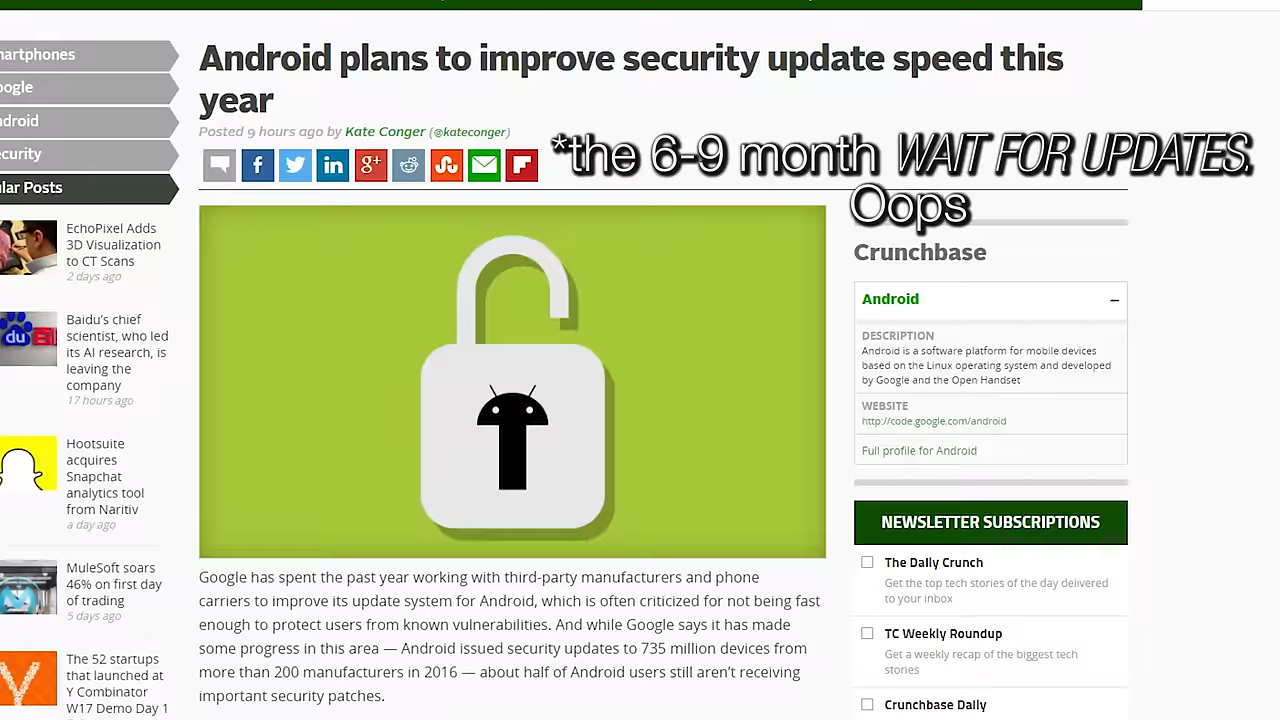 martphones
oogle
ndroid
ecurity
lar Posts
EchoPixel Adds
3D Visualization
to CT Scans
2 days ago
Baidu's chief
scientist, who led
its AI research, is
leaving the
company
17 hours ago
Hootsuite
acquires
Snapchat
analytics tool
from Naritiv
a day ago
MuleSoft soars
46% on first day
of trading
5 days ago
The 52 startups
that launched at
Y Combinator
W17 Demo Day 1
Android plans to improve security update speed this
year
Posted 9 hours ago by Kate Conger (@kateconger)
*the 6-9 month WAIT FOR UPDATES.
Oops
Google has spent the past year working with third-party manufacturers and phone
carriers to improve its update system for Android, which is often criticized for not being fast
enough to protect users from known vulnerabilities. And while Google says it has made
some progress in this area — Android issued security updates to 735 million devices from
more than 200 manufacturers in 2016 — about half of Android users still aren't receiving
important security patches.
Crunchbase
Android
DESCRIPTION
Android is a software platform for mobile devices
based on the Linux operating system and developed
by Google and the Open Handset
WEBSITE
http://code.google.com/android
Full profile for Android
NEWSLETTER SUBSCRIPTIONS
The Daily Crunch
Get the top tech stories of the day delivered
to your inbox
TC Weekly Roundup
Get a weekly recap of the biggest tech
stories
Crunchbase Daily